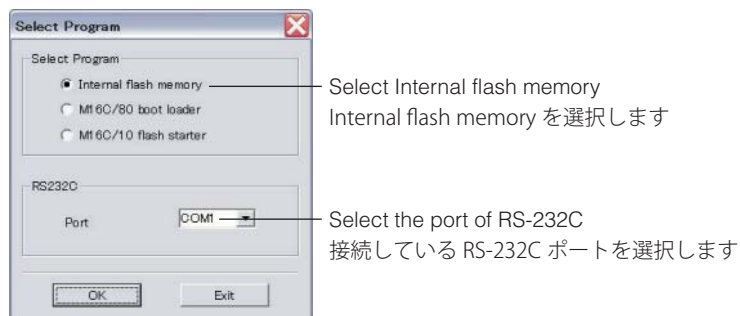 Select Program
Select Program
Internal flash memory
M16C/80 boot loader
M16C/10 flash starter
Select Internal flash memory
Internal flash memory を選択します
RS232C
Port
COM1
Select the port of RS-232C
接続している RS-232C ポートを選択します
OK
Exit